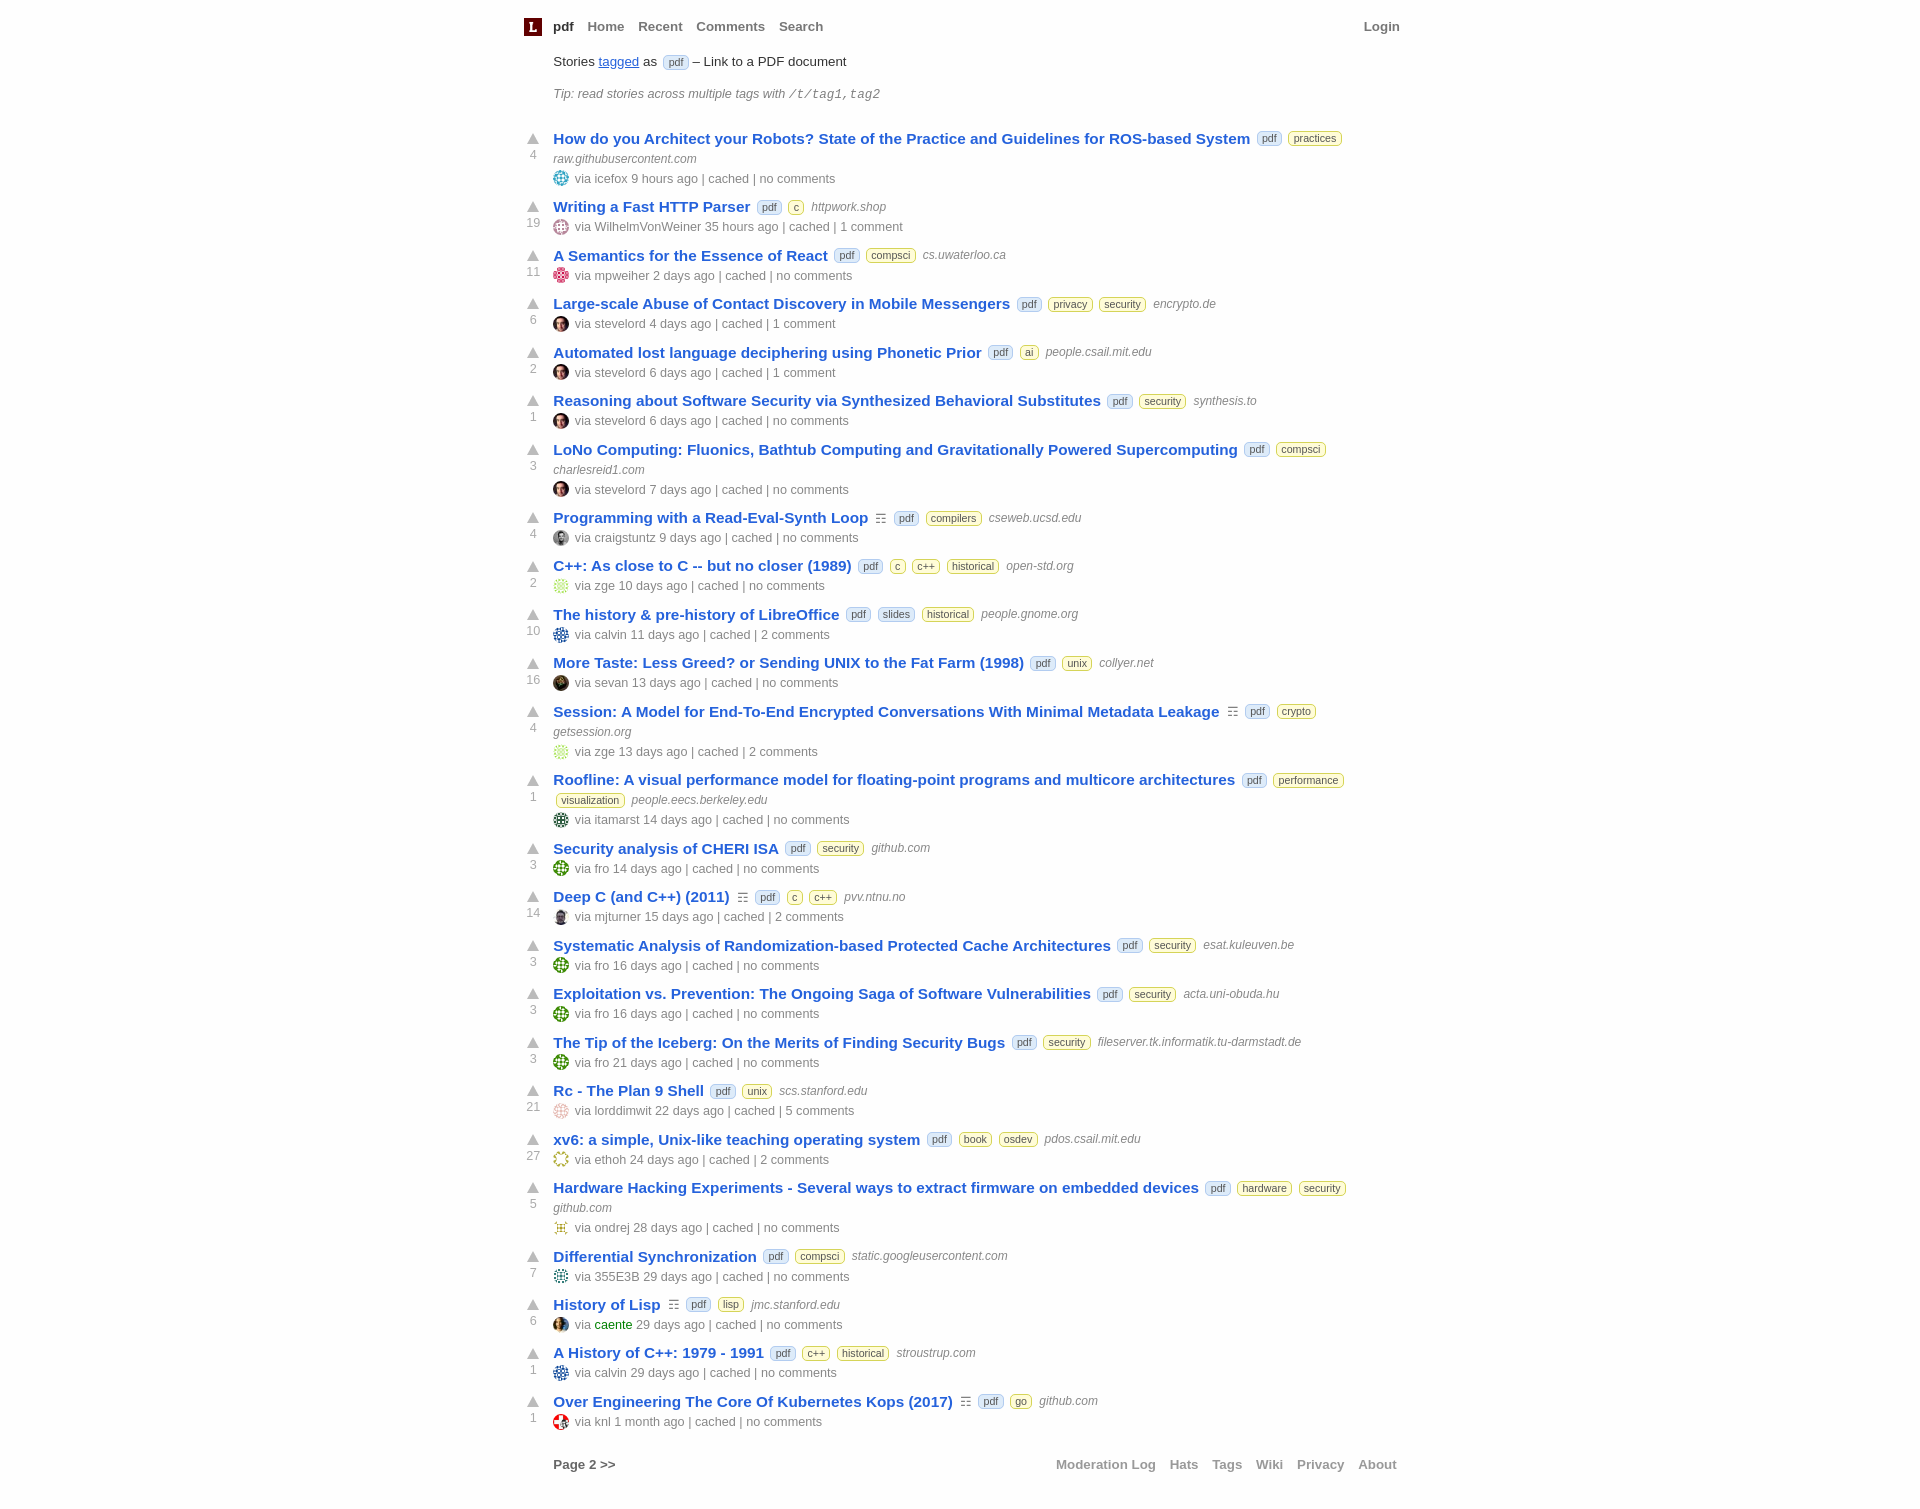 L pdf Home Recent Comments Search Login
Stories tagged as pdf – Link to a PDF document
Tip: read stories across multiple tags with /t/tag1,tag2
How do you Architect your Robots? State of the Practice and Guidelines for ROS-based System pdf practices
4 raw.githubusercontent.com
via icefox 9 hours ago | cached | no comments
Writing a Fast HTTP Parser pdf c httpwork.shop
19 via WilhelmVonWeiner 35 hours ago | cached | 1 comment
A Semantics for the Essence of React pdf compsci cs.uwaterloo.ca
11 via mpweiher 2 days ago | cached | no comments
Large-scale Abuse of Contact Discovery in Mobile Messengers pdf privacy security encrypto.de
6 via stevelord 4 days ago | cached | 1 comment
Automated lost language deciphering using Phonetic Prior pdf ai people.csail.mit.edu
2 via stevelord 6 days ago | cached | 1 comment
Reasoning about Software Security via Synthesized Behavioral Substitutes pdf security synthesis.to
1 via stevelord 6 days ago | cached | no comments
LoNo Computing: Fluonics, Bathtub Computing and Gravitationally Powered Supercomputing pdf compsci
3 charlesreid1.com
via stevelord 7 days ago | cached | no comments
Programming with a Read-Eval-Synth Loop ☶ pdf compilers cseweb.ucsd.edu
4 via craigstuntz 9 days ago | cached | no comments
C++: As close to C -- but no closer (1989) pdf c c++ historical open-std.org
2 via zge 10 days ago | cached | no comments
The history & pre-history of LibreOffice pdf slides historical people.gnome.org
10 via calvin 11 days ago | cached | 2 comments
More Taste: Less Greed? or Sending UNIX to the Fat Farm (1998) pdf unix collyer.net
16 via sevan 13 days ago | cached | no comments
Session: A Model for End-To-End Encrypted Conversations With Minimal Metadata Leakage ☶ pdf crypto
4 getsession.org
via zge 13 days ago | cached | 2 comments
Roofline: A visual performance model for floating-point programs and multicore architectures pdf performance
1 visualization people.eecs.berkeley.edu
via itamarst 14 days ago | cached | no comments
Security analysis of CHERI ISA pdf security github.com
3 via fro 14 days ago | cached | no comments
Deep C (and C++) (2011) ☶ pdf c c++ pvv.ntnu.no
14 via mjturner 15 days ago | cached | 2 comments
Systematic Analysis of Randomization-based Protected Cache Architectures pdf security esat.kuleuven.be
3 via fro 16 days ago | cached | no comments
Exploitation vs. Prevention: The Ongoing Saga of Software Vulnerabilities pdf security acta.uni-obuda.hu
3 via fro 16 days ago | cached | no comments
The Tip of the Iceberg: On the Merits of Finding Security Bugs pdf security fileserver.tk.informatik.tu-darmstadt.de
3 via fro 21 days ago | cached | no comments
Rc - The Plan 9 Shell pdf unix scs.stanford.edu
21 via lorddimwit 22 days ago | cached | 5 comments
xv6: a simple, Unix-like teaching operating system pdf book osdev pdos.csail.mit.edu
27 via ethoh 24 days ago | cached | 2 comments
Hardware Hacking Experiments - Several ways to extract firmware on embedded devices pdf hardware security
5 github.com
via ondrej 28 days ago | cached | no comments
Differential Synchronization pdf compsci static.googleusercontent.com
7 via 355E3B 29 days ago | cached | no comments
History of Lisp ☶ pdf lisp jmc.stanford.edu
6 via caente 29 days ago | cached | no comments
A History of C++: 1979 - 1991 pdf c++ historical stroustrup.com
1 via calvin 29 days ago | cached | no comments
Over Engineering The Core Of Kubernetes Kops (2017) ☶ pdf go github.com
1 via knl 1 month ago | cached | no comments
Page 2 >> Moderation Log Hats Tags Wiki Privacy About